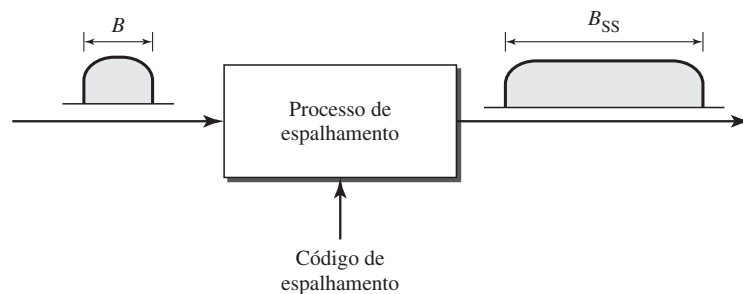 B
B_SS
Processo de
espalhamento
Código de
espalhamento